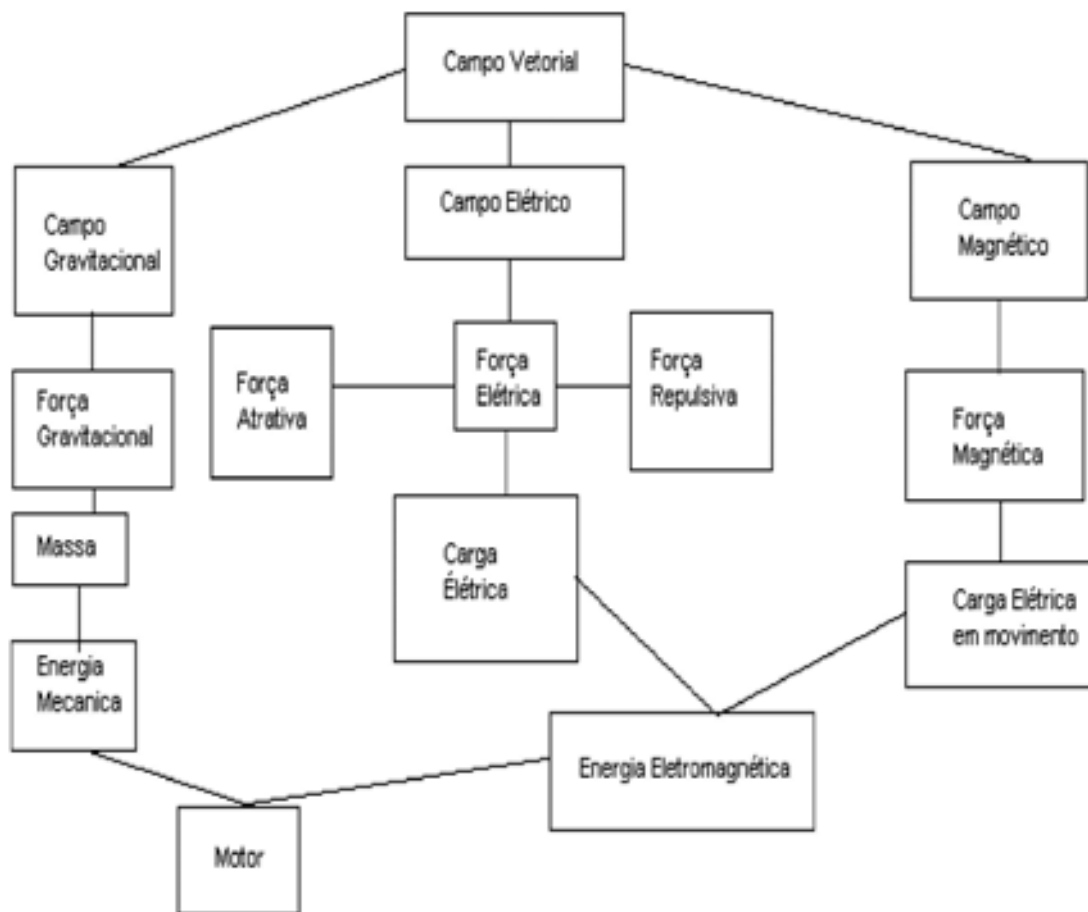 Campo Vetorial
Campo
Gravitacional
Campo Elétrico
Campo
Magnético
Força
Gravitacional
Força
Atrativa
Força
Elétrica
Força
Repulsiva
Força
Magnética
Massa
Carga
Élétrica
Carga Elétrica
em movimento
Energia
Mecanica
Energia Eletromagnética
Motor